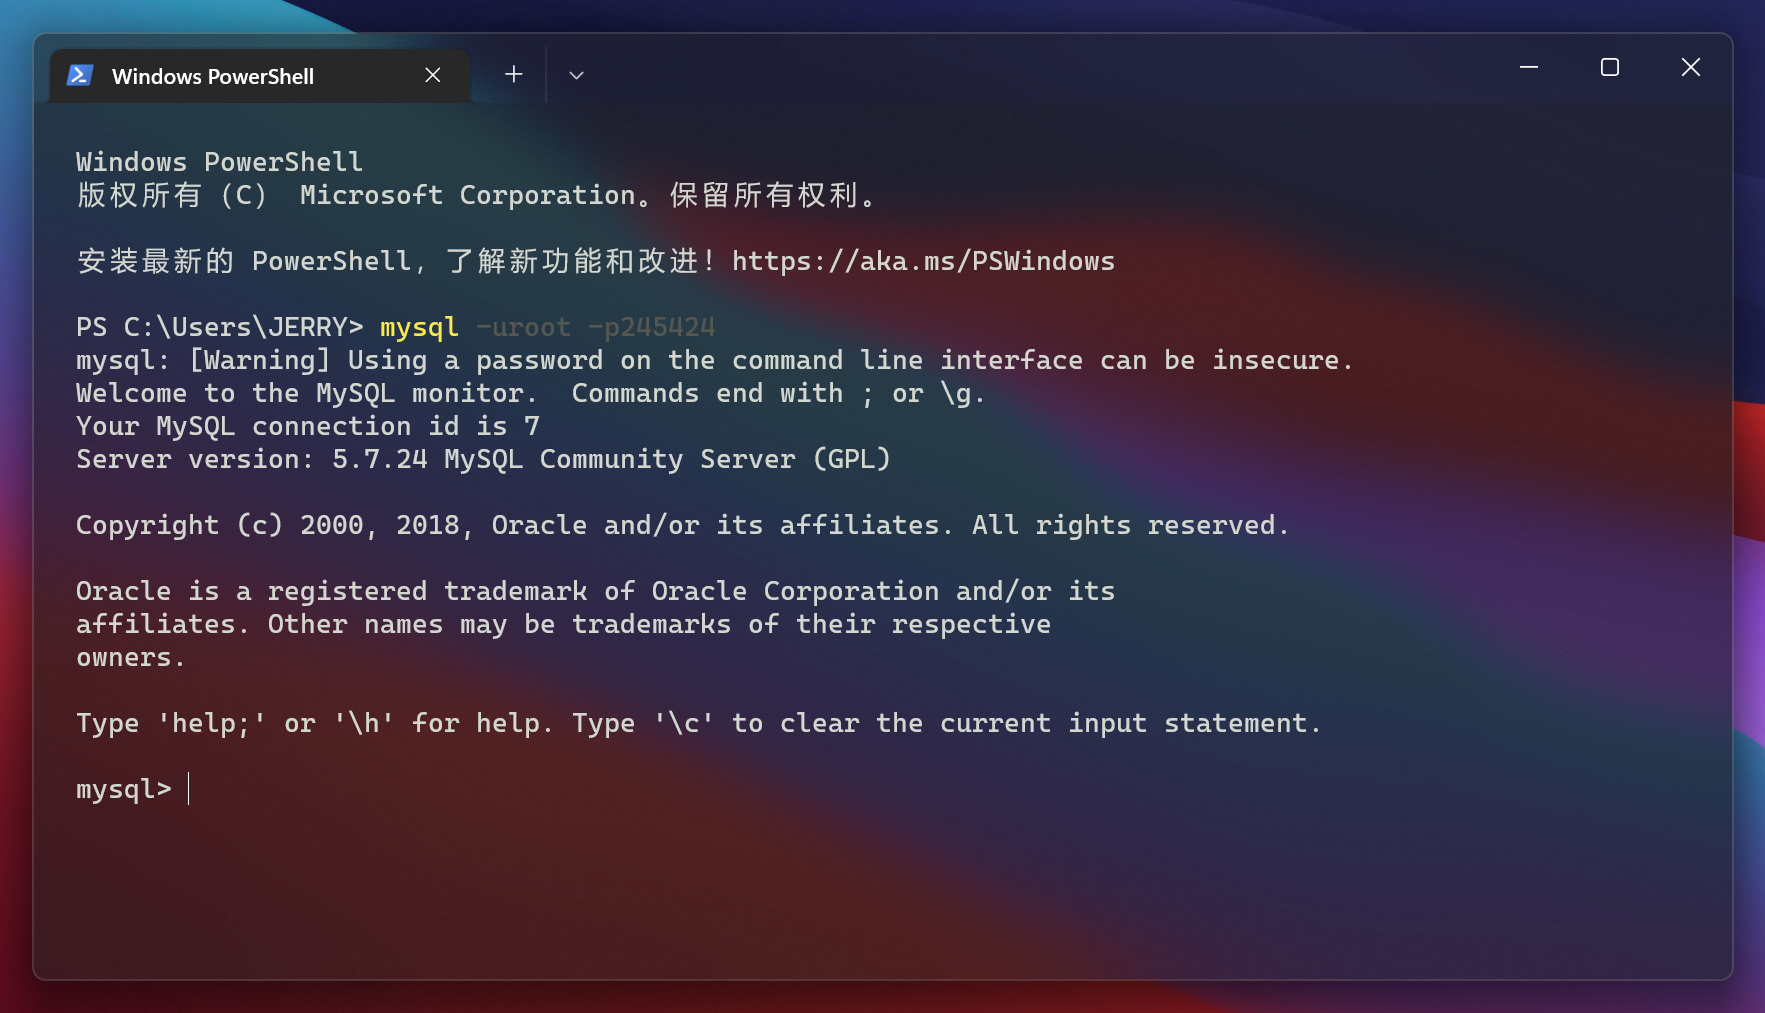 Windows PowerShell
Windows PowerShell
版权所有 (C) Microsoft Corporation。保留所有权利。
安装最新的 PowerShell，了解新功能和改进！https://aka.ms/PSWindows
PS C:\Users\JERRY> mysql -uroot -p245424
mysql: [Warning] Using a password on the command line interface can be insecure.
Welcome to the MySQL monitor.  Commands end with ; or \g.
Your MySQL connection id is 7
Server version: 5.7.24 MySQL Community Server (GPL)
Copyright (c) 2000, 2018, Oracle and/or its affiliates. All rights reserved.
Oracle is a registered trademark of Oracle Corporation and/or its
affiliates. Other names may be trademarks of their respective
owners.
Type 'help;' or '\h' for help. Type '\c' to clear the current input statement.
mysql>